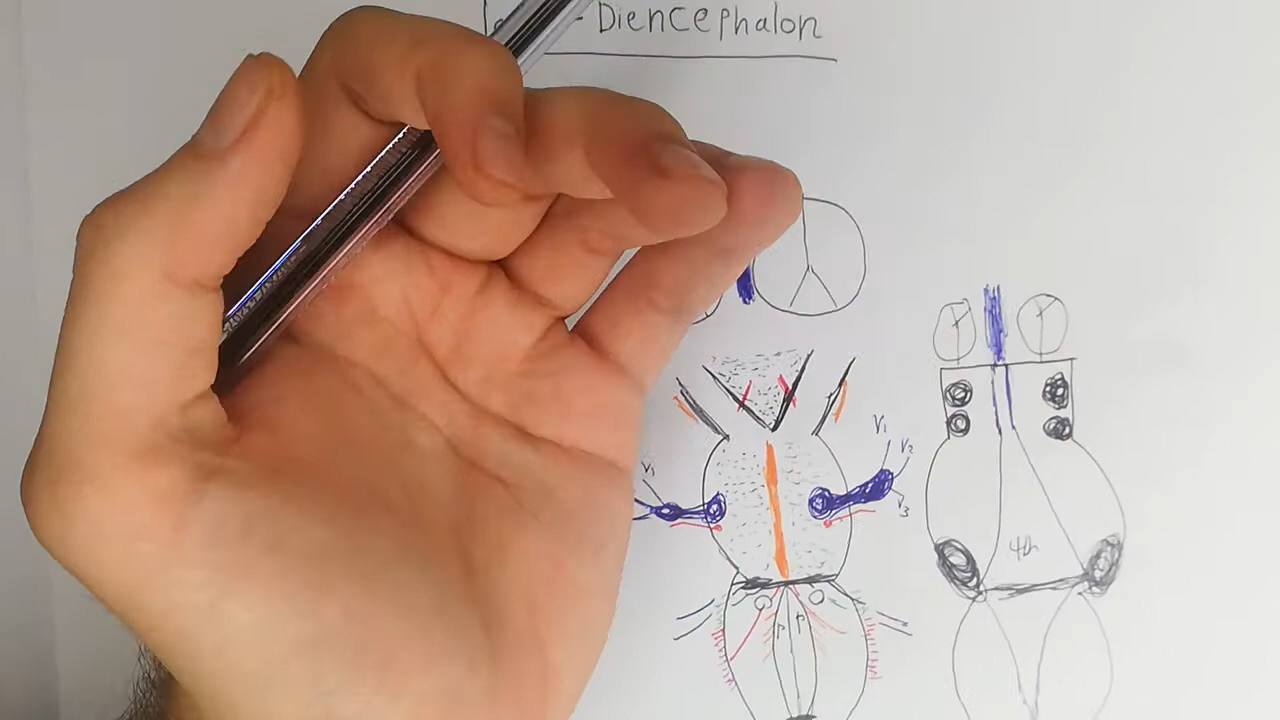 - Diencephalon
V₁
V₂
V₁
V₃
4th
P P